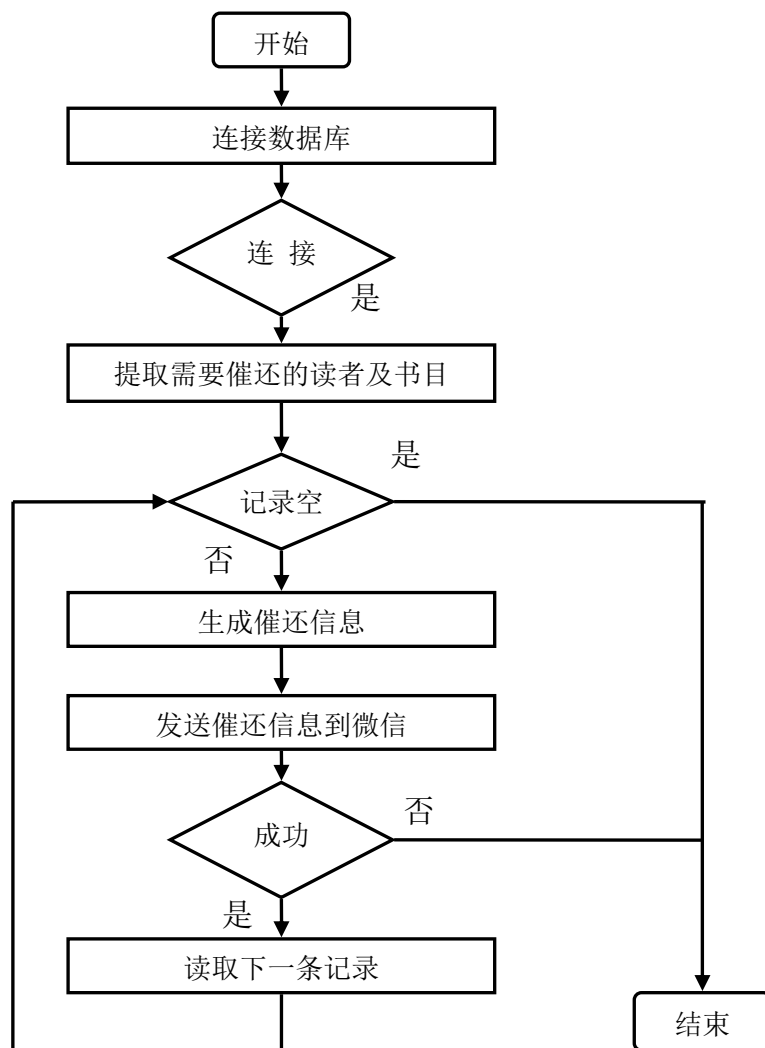 开始
连接数据库
连 接
是
提取需要催还的读者及书目
是
记录空
否
生成催还信息
发送催还信息到微信
否
成功
是
读取下一条记录
结束